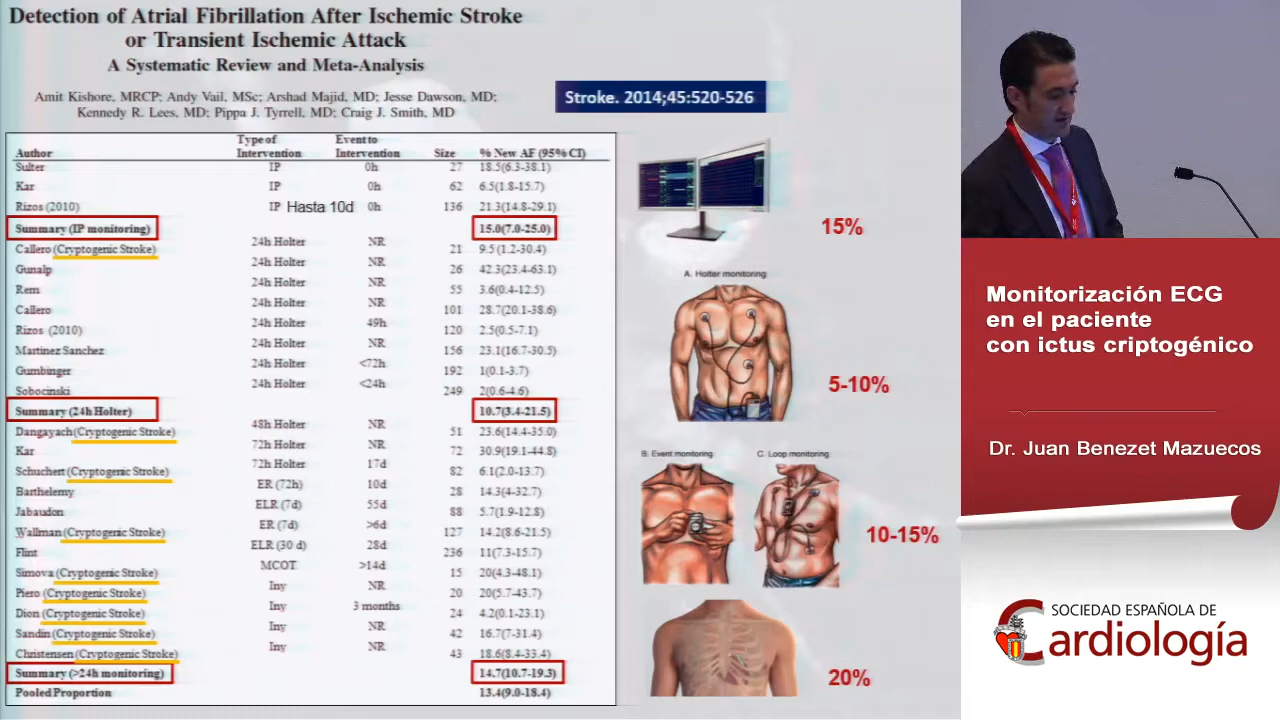 Detection of Atrial Fibrillation After Ischemic Stroke
or Transient Ischemic Attack
A Systematic Review and Meta-Analysis
Amit Kishore, MRCP; Andy Vail, MSc; Arshad Majid, MD; Jesse Dawson, MD;
Kennedy R. Lees, MD; Pippa J. Tyrrell, MD; Craig J. Smith, MD
Stroke. 2014;45:520-526
Author Type of Intervention Event to Intervention Size % New AF (95% CI)
Sulter IP 0h 27 18.5(6.3-38.1)
Kar IP 0h 62 6.5(1.8-15.7)
Rizos (2010) IP Hasta 10d 0h 136 21.3(14.8-29.1)
Summary (IP monitoring) 15.0(7.0-25.0)
Callero (Cryptogenic Stroke) 24h Holter NR 21 9.5(1.2-30.4)
Gunalp 24h Holter NR 26 42.3(23.4-63.1)
Rem 24h Holter NR 55 3.6(0.4-12.5)
Callero 24h Holter NR 101 28.7(20.1-38.6)
Rizos (2010) 24h Holter 49h 120 2.5(0.5-7.1)
Martinez Sanchez 24h Holter NR 156 23.1(16.7-30.5)
Gumbinger 24h Holter <72h 192 1(0.1-3.7)
Sobocinski 24h Holter <24h 249 2(0.6-4.6)
Summary (24h Holter) 10.7(3.4-21.5)
Dangayach (Cryptogenic Stroke) 48h Holter NR 51 23.6(14.4-35.0)
Kar 72h Holter NR 72 30.9(19.1-44.8)
Schuchert (Cryptogenic Stroke) 72h Holter 17d 82 6.1(2.0-13.7)
Barthelemy ER (72h) 10d 28 14.3(4-32.7)
Jabaudon ELR (7d) 55d 88 5.7(1.9-12.8)
Wallman (Cryptogenic Stroke) ER (7d) >6d 127 14.2(8.6-21.5)
Flint ELR (30 d) 28d 236 11(7.3-15.7)
Simova (Cryptogenic Stroke) MCOT >14d 15 20(4.3-48.1)
Piero (Cryptogenic Stroke) Iny NR 20 20(5.7-43.7)
Dion (Cryptogenic Stroke) Iny 3 months 24 4.2(0.1-23.1)
Sandin (Cryptogenic Stroke) Iny NR 42 16.7(7-31.4)
Christensen (Cryptogenic Stroke) Iny NR 43 18.6(8.4-33.4)
Summary (>24h monitoring) 14.7(10.7-19.3)
Pooled Proportion 13.4(9.0-18.4)
15%
A. Holter monitoring
5-10%
B. Event monitoring C. Loop monitoring
10-15%
20%
Monitorización ECG
en el paciente
con ictus criptogénico
Dr. Juan Benezet Mazuecos
SOCIEDAD ESPAÑOLA DE
Cardiología